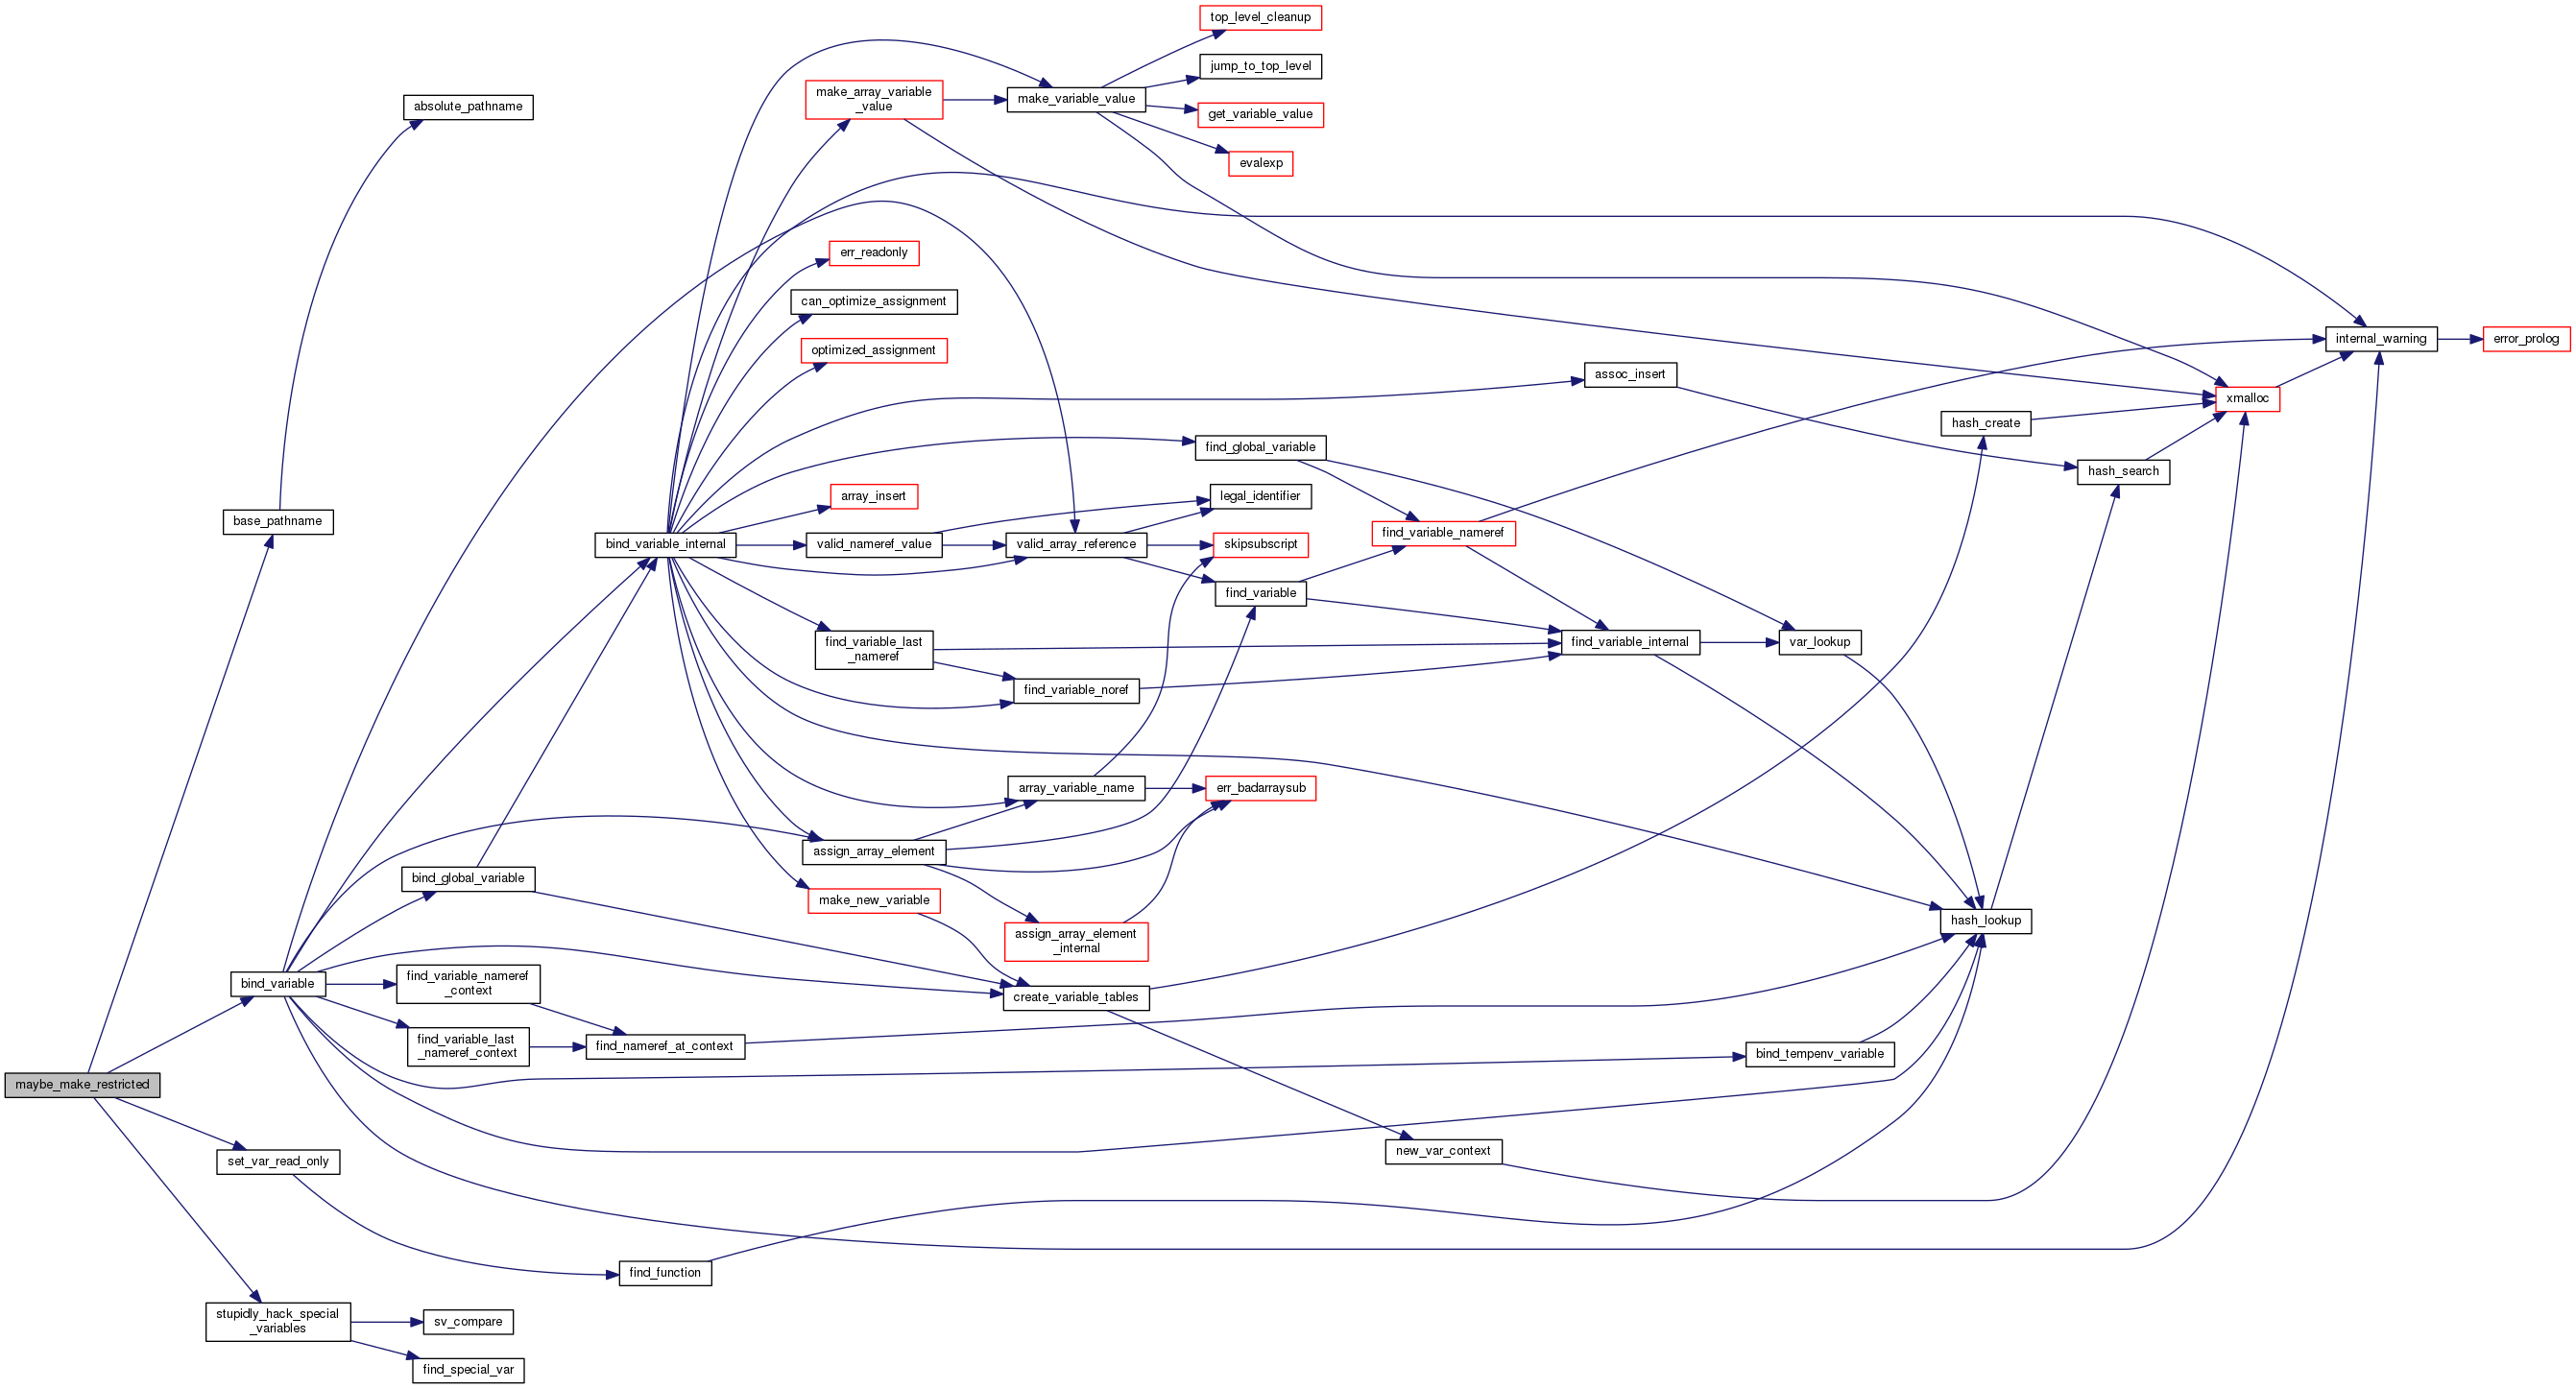 top_level_cleanup
jump_to_top_level
make_array_variable
_value
make_variable_value
absolute_pathname
get_variable_value
evalexp
err_readonly
can_optimize_assignment
internal_warning
error_prolog
optimized_assignment
assoc_insert
xmalloc
hash_create
find_global_variable
hash_search
array_insert
legal_identifier
base_pathname
find_variable_nameref
bind_variable_internal
valid_nameref_value
valid_array_reference
skipsubscript
find_variable
find_variable_last
_nameref
find_variable_internal
var_lookup
find_variable_noref
array_variable_name
err_badarraysub
assign_array_element
bind_global_variable
make_new_variable
hash_lookup
assign_array_element
_internal
bind_variable
find_variable_nameref
_context
create_variable_tables
find_variable_last
_nameref_context
find_nameref_at_context
bind_tempenv_variable
maybe_make_restricted
new_var_context
set_var_read_only
find_function
stupidly_hack_special
_variables
sv_compare
find_special_var